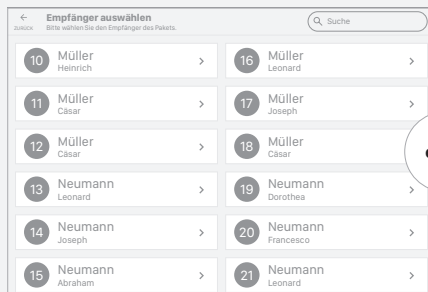 Empfänger auswählen
ZURÜCK
Bitte wählen Sie den Empfänger des Pakets.
Suche
10 Müller
Heinrich
11 Müller
Cäsar
12 Müller
Cäsar
13 Neumann
Leonard
14 Neumann
Joseph
15 Neumann
Abraham
16 Müller
Leonard
17 Müller
Joseph
18 Müller
Cäsar
19 Neumann
Dorothea
20 Neumann
Francesco
21 Neumann
Leonard